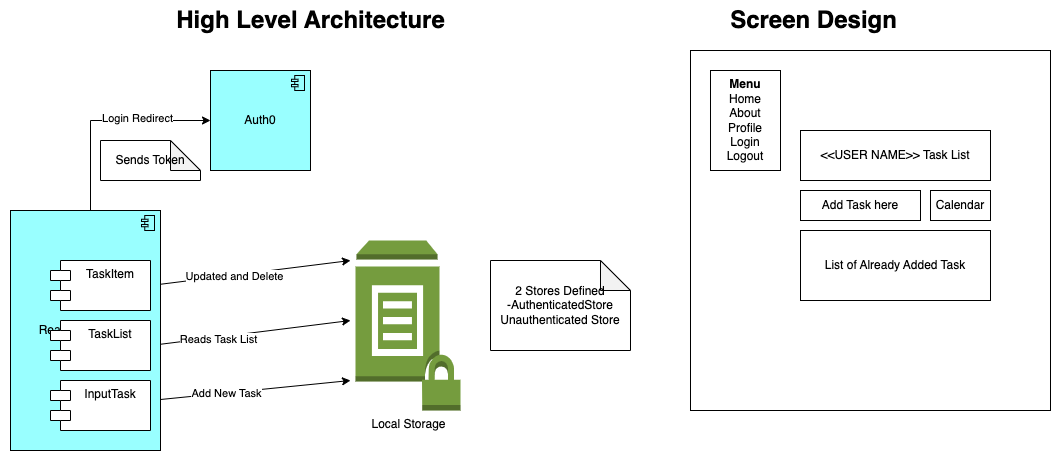 High Level Architecture
Screen Design
Login Redirect
Sends Token
Auth0
TaskItem
TaskList
InputTask
Updated and Delete
Reads Task List
Add New Task
Local Storage
2 Stores Defined
-AuthenticatedStore
Unauthenticated Store
Menu
Home
About
Profile
Login
Logout
<<USER NAME>> Task List
Add Task here
Calendar
List of Already Added Task